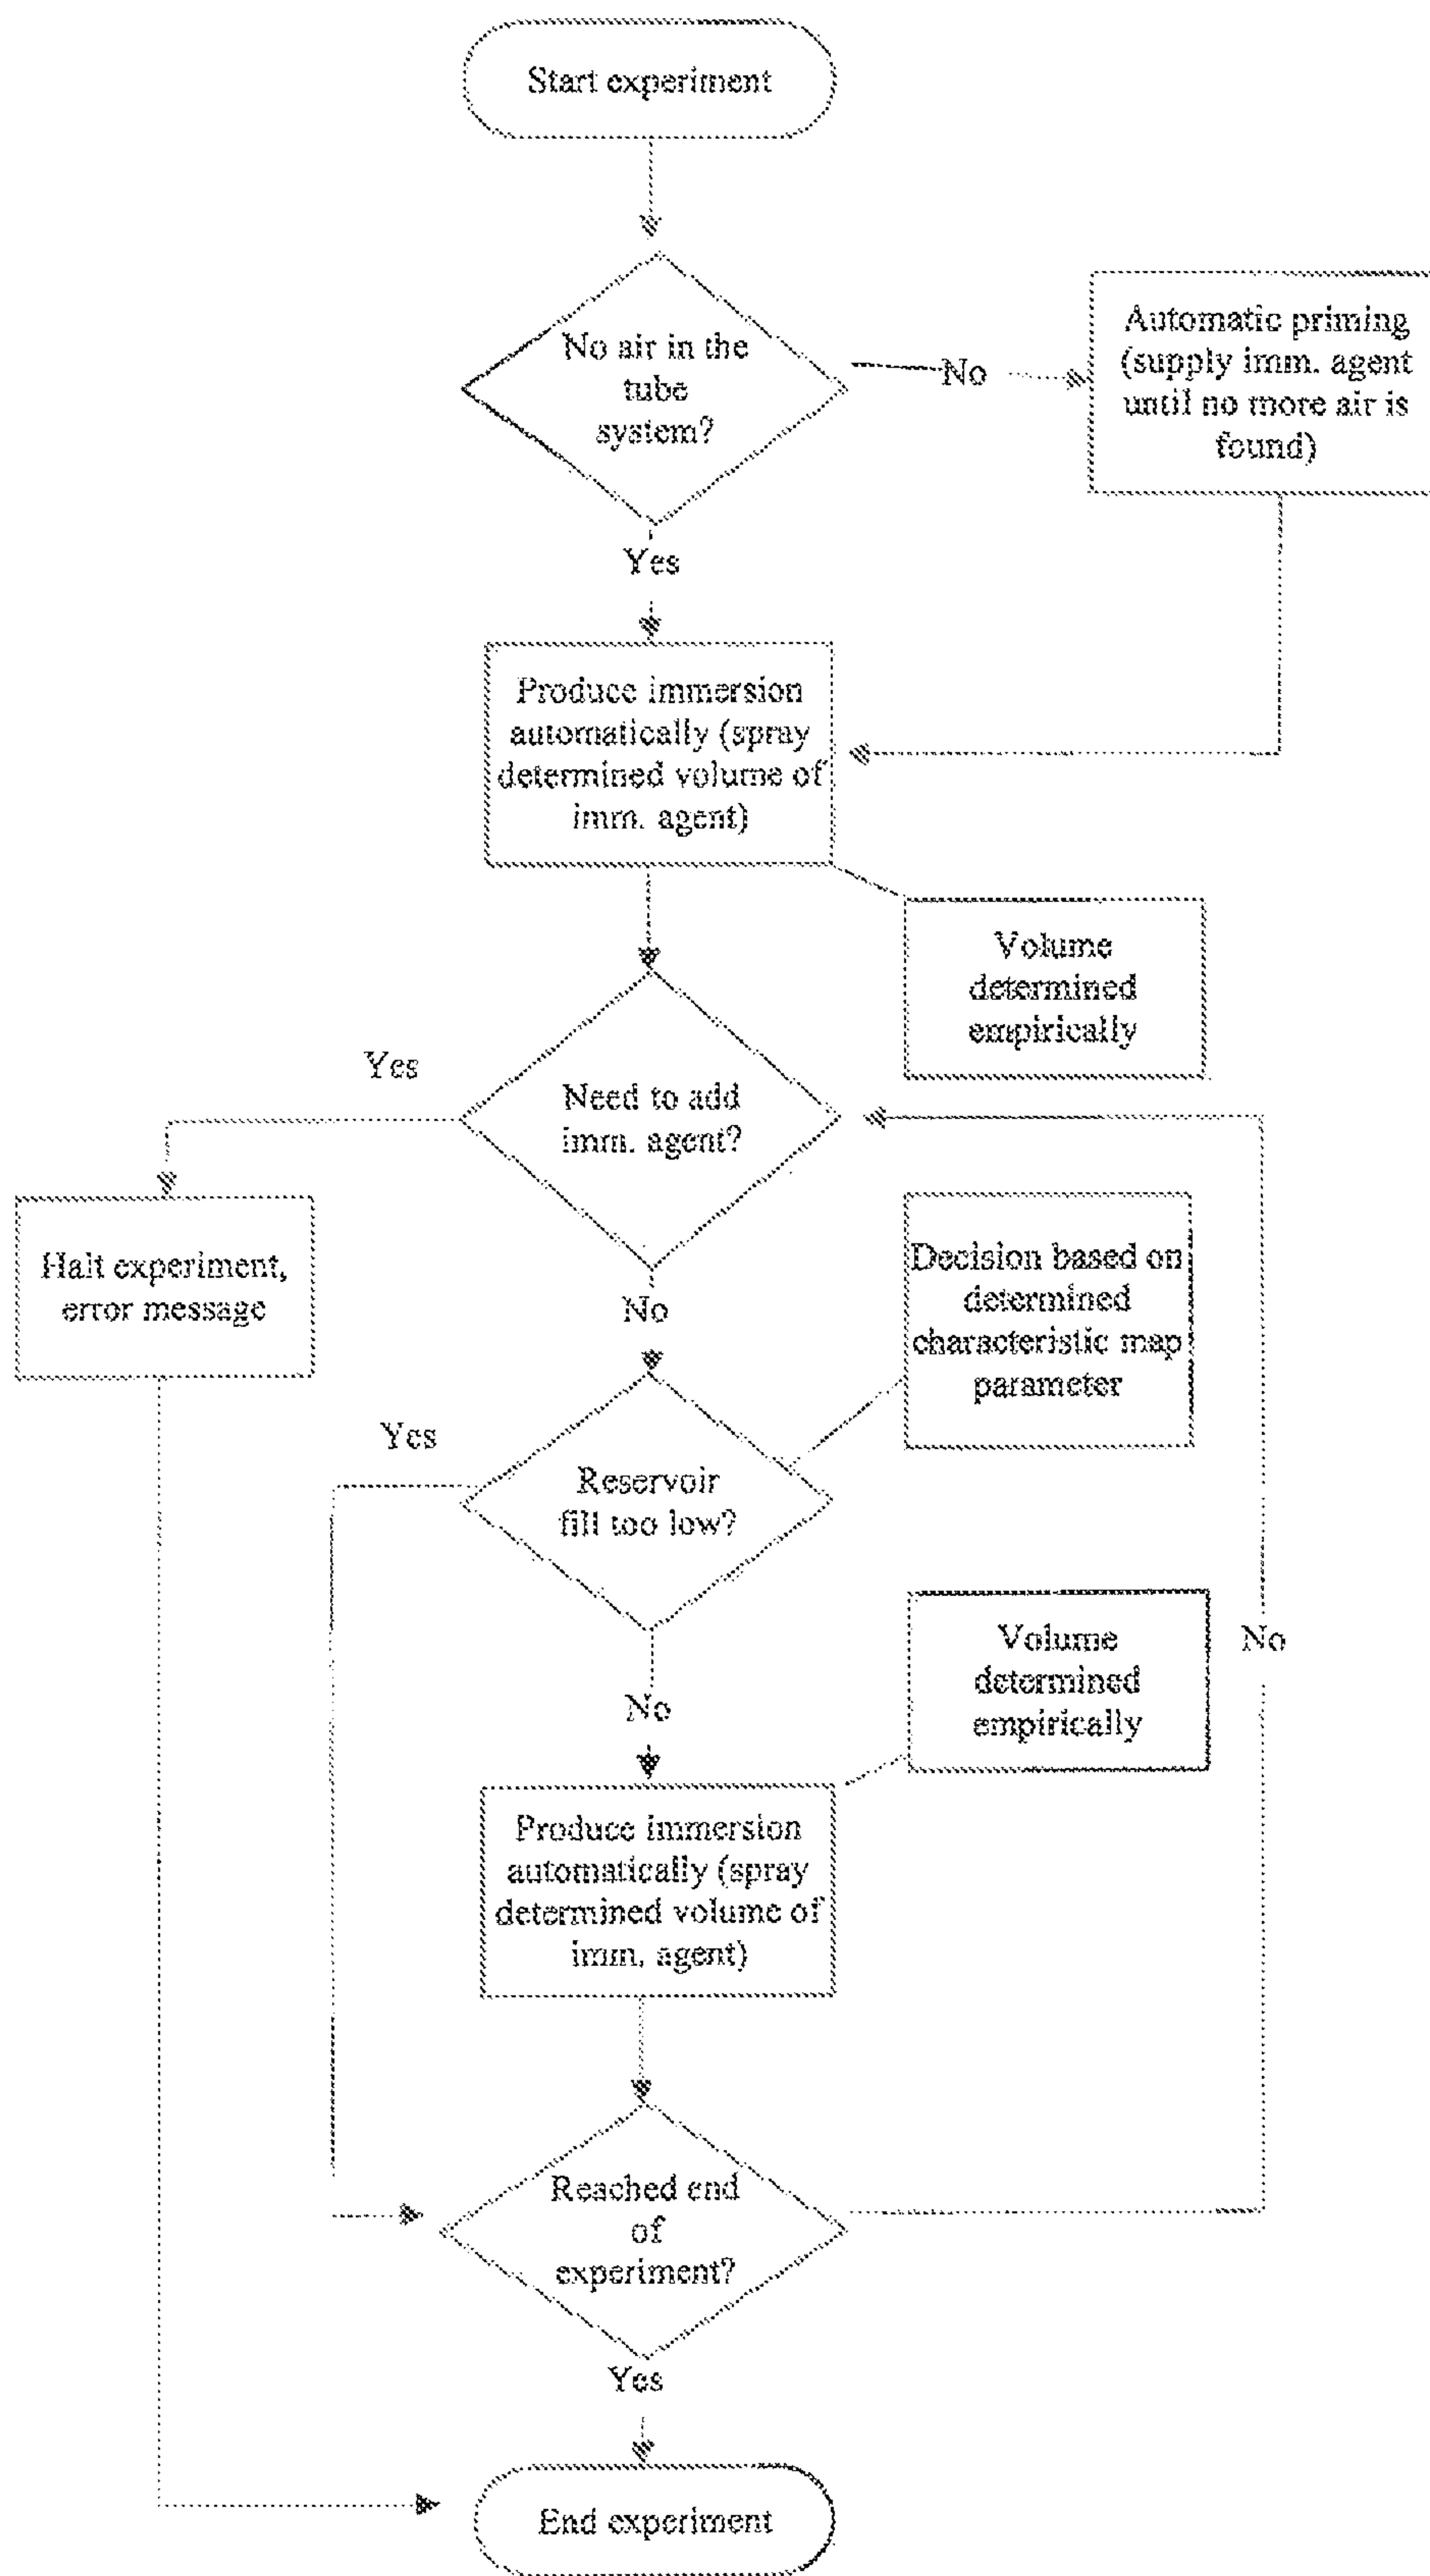 Start experiment
No air in the
tube
system?
No
Automatic priming
(supply imm. agent
until no more air is
found)
Yes
Produce immersion
automatically (spray
determined volume of
imm. agent)
Volume
determined
empirically
Yes
Need to add
imm. agent?
Halt experiment,
error message
No
Decision based on
determined
characteristic map
parameter
Yes
Reservoir
fill too low?
No
Volume
determined
empirically
No
Produce immersion
automatically (spray
determined volume of
imm. agent)
Reached end
of
experiment?
Yes
End experiment